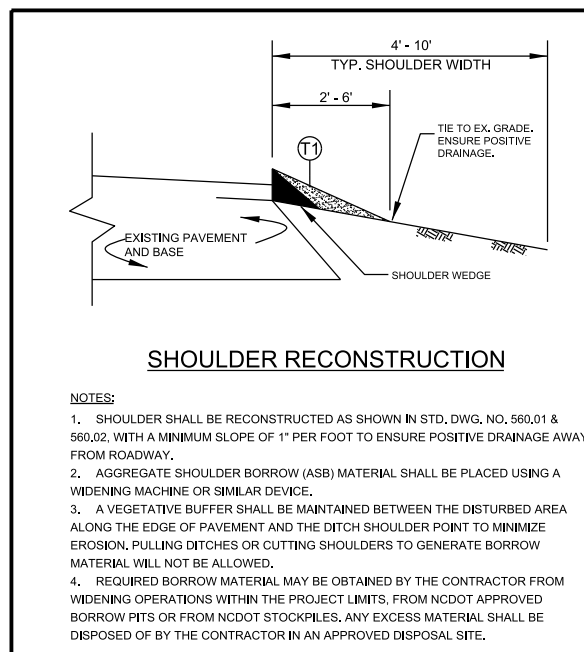 4' - 10'
TYP. SHOULDER WIDTH
2' - 6'
TIE TO EX. GRADE.
ENSURE POSITIVE
DRAINAGE.
T1
EXISTING PAVEMENT
AND BASE
SHOULDER WEDGE
SHOULDER RECONSTRUCTION
NOTES:
1. SHOULDER SHALL BE RECONSTRUCTED AS SHOWN IN STD. DWG. NO. 560.01 &
560.02, WITH A MINIMUM SLOPE OF 1" PER FOOT TO ENSURE POSITIVE DRAINAGE AWAY
FROM ROADWAY.
2. AGGREGATE SHOULDER BORROW (ASB) MATERIAL SHALL BE PLACED USING A
WIDENING MACHINE OR SIMILAR DEVICE.
3. A VEGETATIVE BUFFER SHALL BE MAINTAINED BETWEEN THE DISTURBED AREA
ALONG THE EDGE OF PAVEMENT AND THE DITCH SHOULDER POINT TO MINIMIZE
EROSION. PULLING DITCHES OR CUTTING SHOULDERS TO GENERATE BORROW
MATERIAL WILL NOT BE ALLOWED.
4. REQUIRED BORROW MATERIAL MAY BE OBTAINED BY THE CONTRACTOR FROM
WIDENING OPERATIONS WITHIN THE PROJECT LIMITS, FROM NCDOT APPROVED
BORROW PITS OR FROM NCDOT STOCKPILES. ANY EXCESS MATERIAL SHALL BE
DISPOSED OF BY THE CONTRACTOR IN AN APPROVED DISPOSAL SITE.